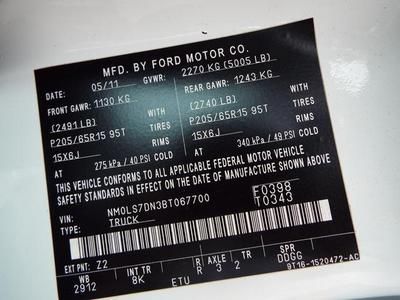 MFD. BY FORD MOTOR CO.
DATE: 05/11 GVWR: 2270 KG (5005 LB)
FRONT GAWR: 1130 KG REAR GAWR: 1243 KG
(2491 LB) WITH (2740 LB) WITH
P205/65R15 95T TIRES P205/65R15 95T TIRES
15X6J RIMS 15X6J RIMS
AT 275 kPa / 40 PSI COLD AT 340 kPa / 49 PSI COLD
THIS VEHICLE CONFORMS TO ALL APPLICABLE FEDERAL MOTOR VEHICLE
SAFETY STANDARDS IN EFFECT ON THE DATE OF MANUFACTURE SHOWN ABOVE.
VIN: NM0LS7DN3BT067700 F0398
TYPE: TRUCK T0343
EXT PNT: Z2 R AXLE TR SPR
WB INT TR R 3 2 DDGG
2912 8K ETU 9T16-1520472-AC